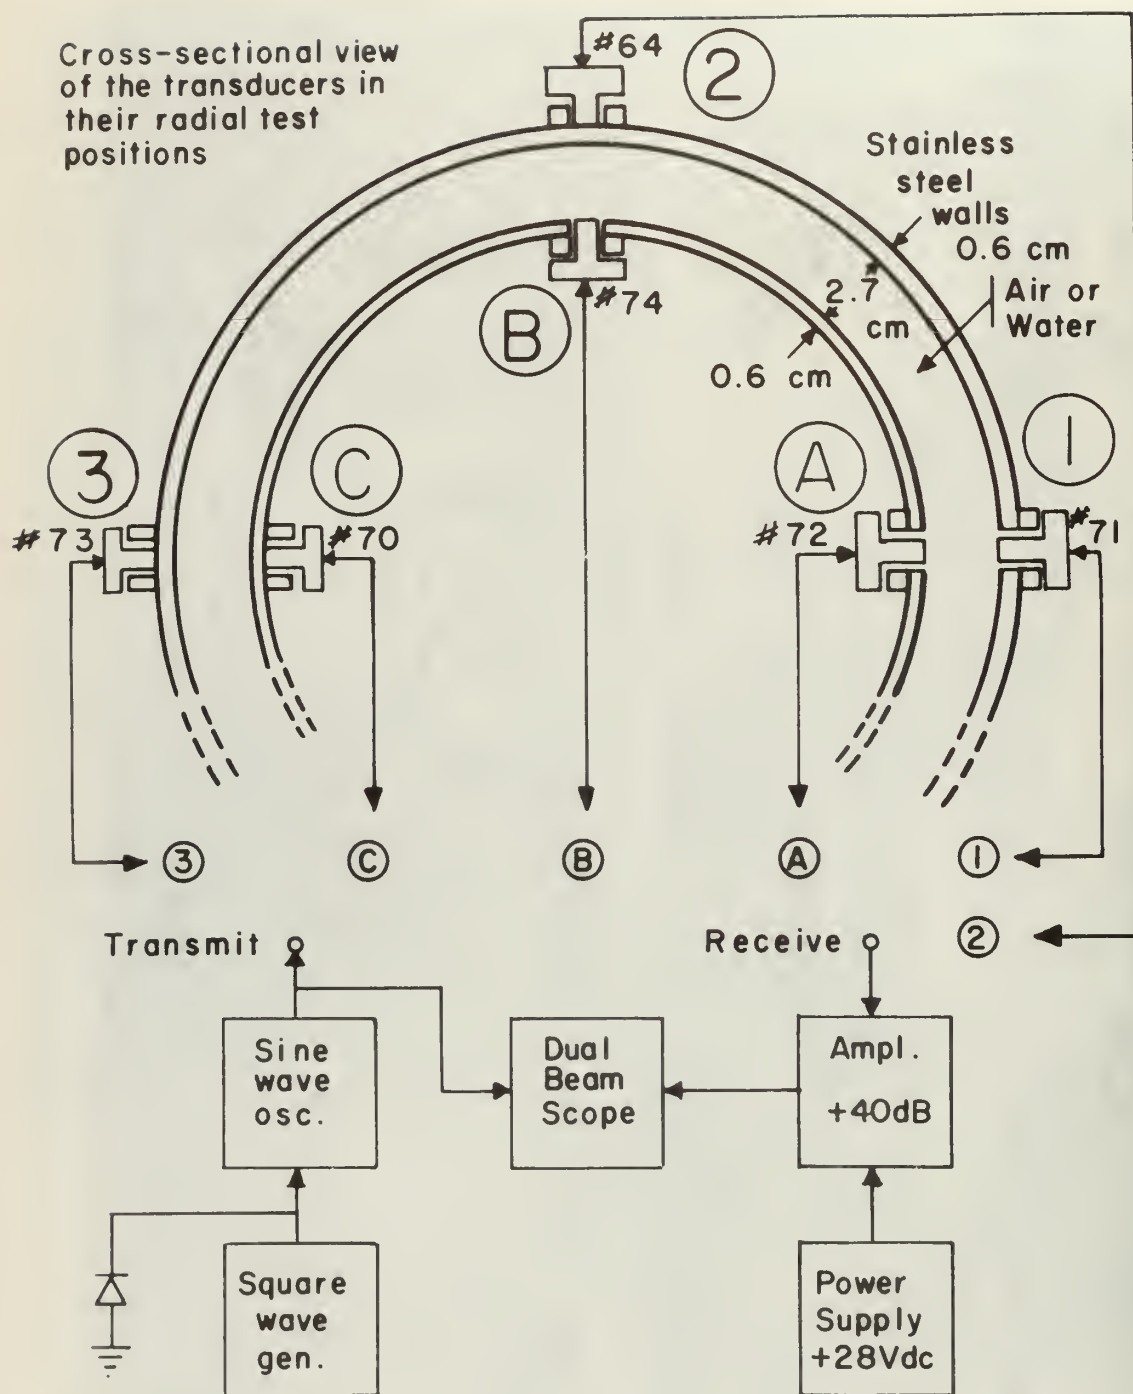 Cross-sectional view
of the transducers in
their radial test
positions
#64
2
Stainless
steel
walls
0.6 cm
2.7
cm
Air or
Water
0.6 cm
#74
B
3
C
A
1
#73
#70
#72
#71
3
C
B
A
1
Transmit
Receive
2
Sine
wave
osc.
Dual
Beam
Scope
Ampl.
+40dB
Square
wave
gen.
Power
Supply
+28Vdc